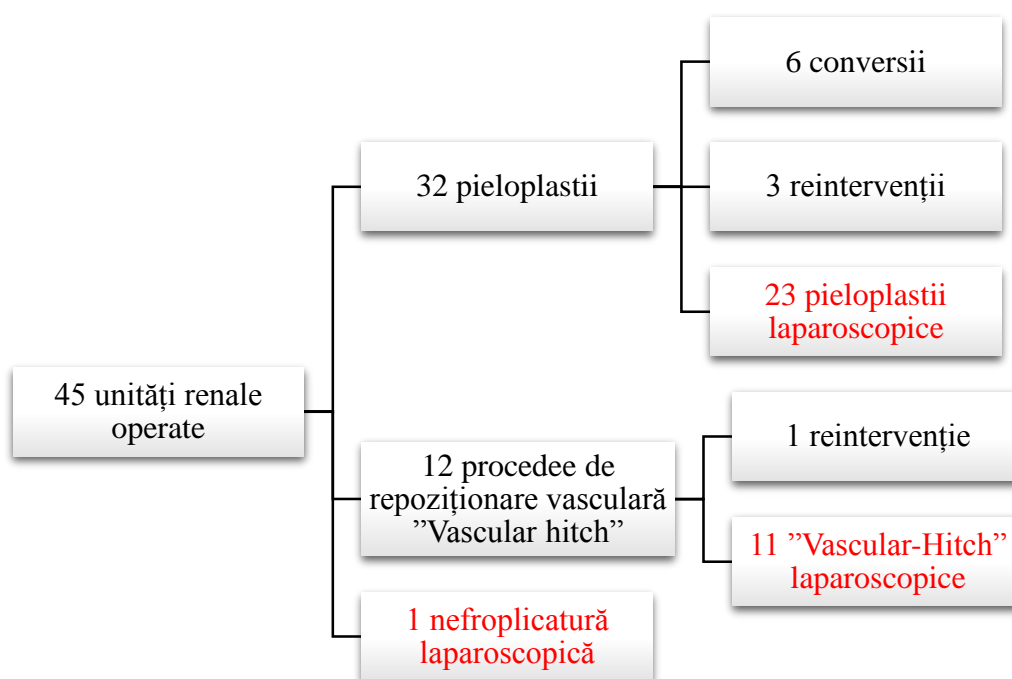 45 unități renale
operate
32 pieloplastii
6 conversii
3 reintervenții
23 pieloplastii
laparoscopice
12 procedee de
repoziționare vasculară
”Vascular hitch”
1 reintervenție
11 ”Vascular-Hitch”
laparoscopice
1 nefroplicatură
laparoscopică